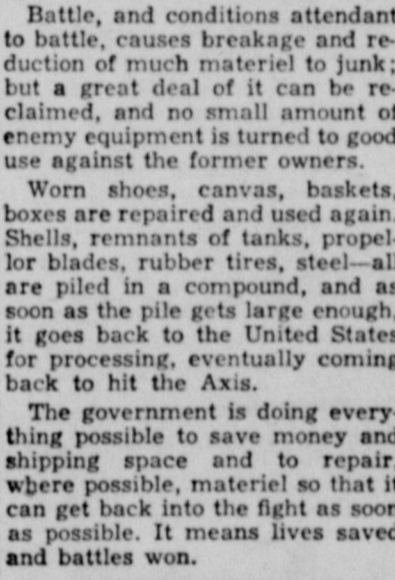 Battle, and conditions attendant
to battle, causes breakage and re-
duction of much materiel to junk;
but a great deal of it can be re-
claimed, and no small amount of
enemy equipment is turned to good
use against the former owners.
Worn shoes, canvas, baskets,
boxes are repaired and used again.
Shells, remnants of tanks, propel-
lor blades, rubber tires, steel—all
are piled in a compound, and as
soon as the pile gets large enough,
it goes back to the United States
for processing, eventually coming
back to hit the Axis.
The government is doing every-
thing possible to save money and
shipping space and to repair,
where possible, materiel so that it
can get back into the fight as soon
as possible. It means lives saved
and battles won.